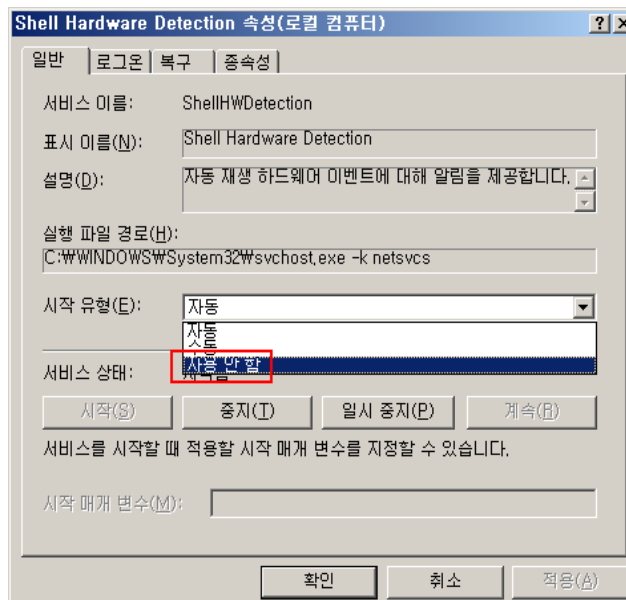 Shell Hardware Detection 속성(로컬 컴퓨터)
일반 로그온 복구 종속성
서비스 이름: ShellHWDetection
표시 이름(N): Shell Hardware Detection
설명(D): 자동 재생 하드웨어 이벤트에 대해 알림을 제공합니다.
실행 파일 경로(H):
C:\WINDOWS\System32\svchost.exe -k netsvcs
시작 유형(E): 자동
자동
수동
사용 안 함
서비스 상태: 시작됨
시작(S) 중지(T) 일시 중지(P) 계속(R)
서비스를 시작할 때 적용할 시작 매개 변수를 지정할 수 있습니다.
시작 매개 변수(M):
확인 취소 적용(A)